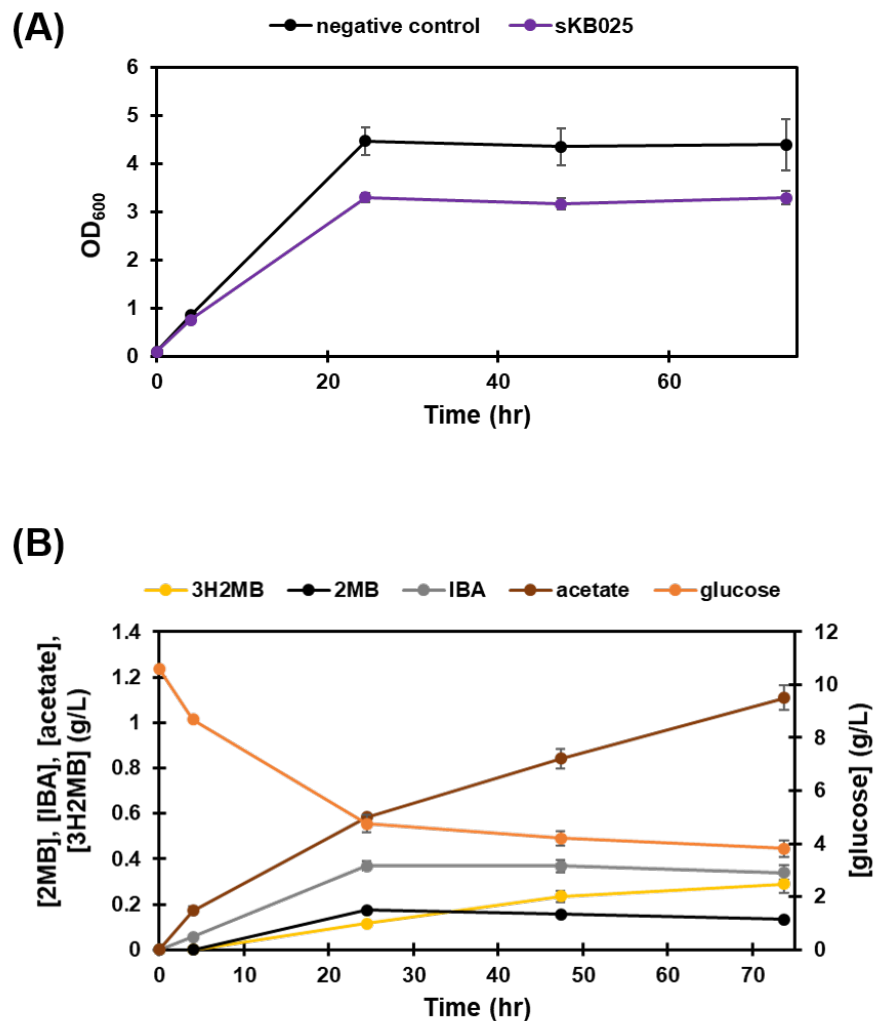 (A)
negative control sKB025
6
5
4
3
2
1
0
OD600
0 20 40 60
Time (hr)
(B)
3H2MB 2MB IBA acetate glucose
1.4
1.2
1
0.8
0.6
0.4
0.2
0
[2MB], [IBA], [acetate],
[3H2MB] (g/L)
12
10
8
6
4
2
0
[glucose] (g/L)
0 10 20 30 40 50 60 70
Time (hr)